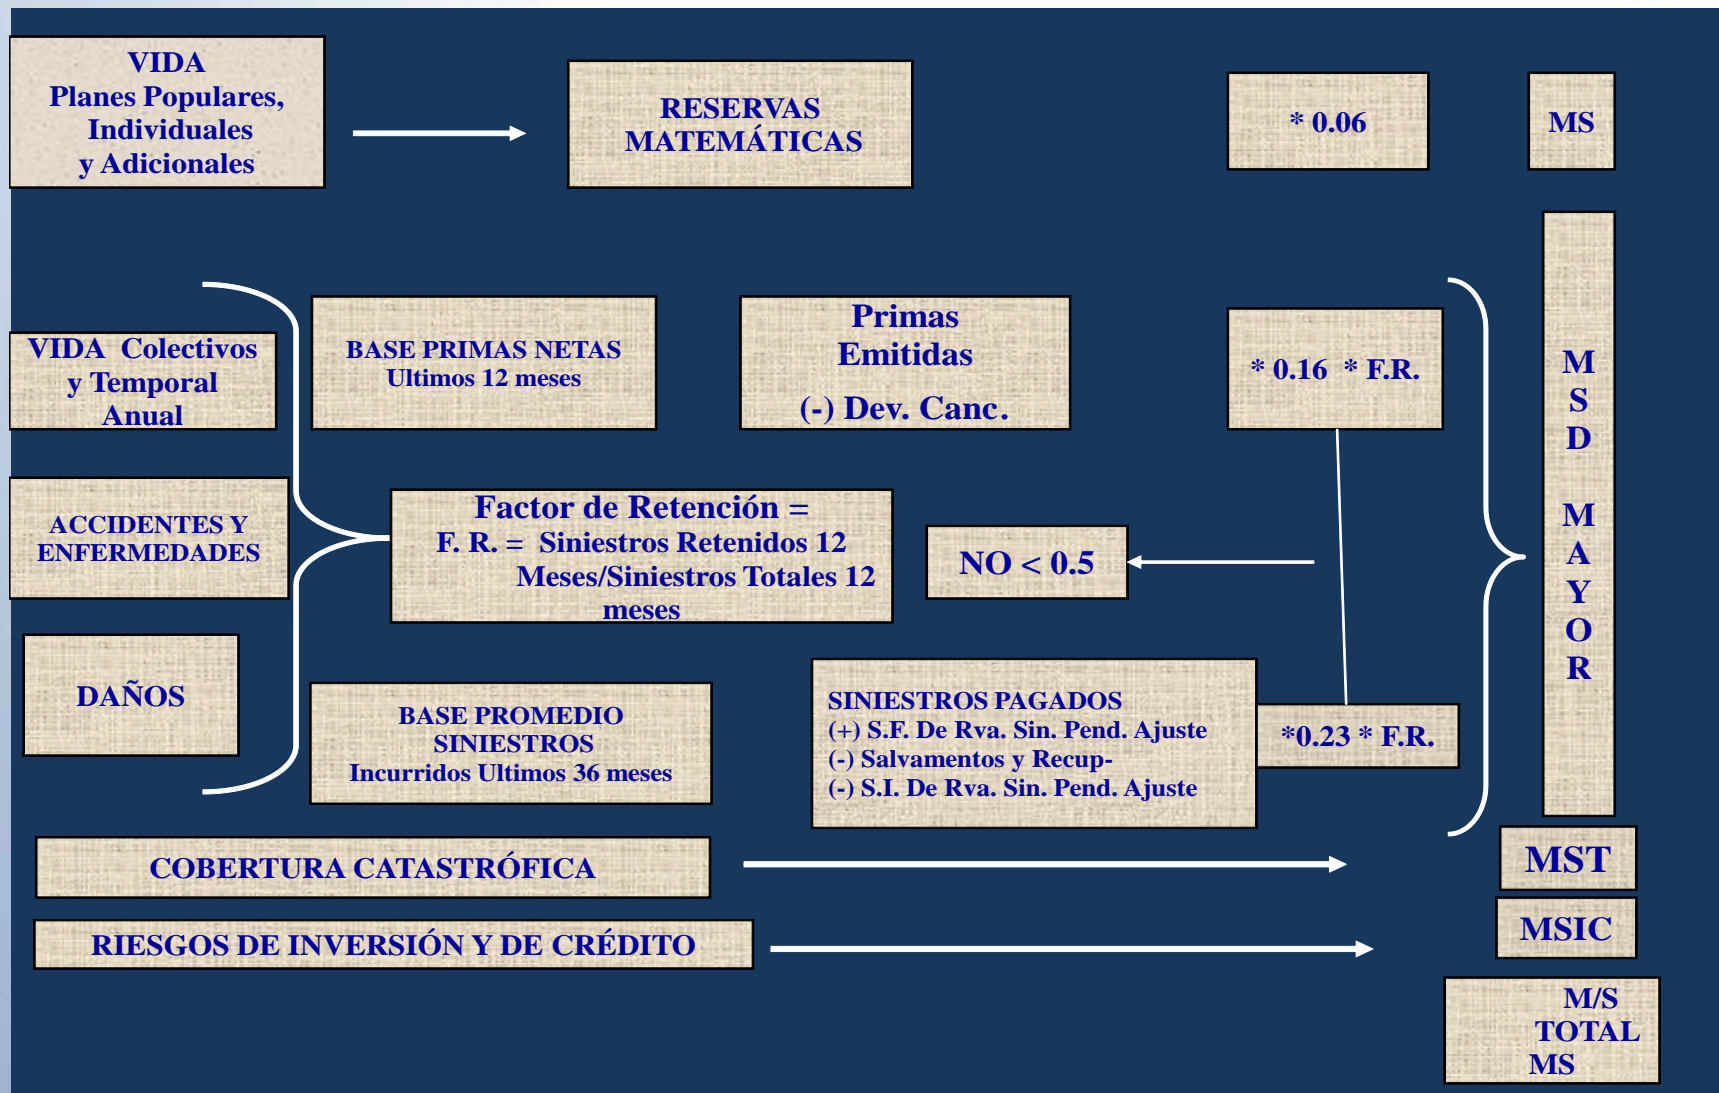 VIDA
Planes Populares,
Individuales
y Adicionales
RESERVAS
MATEMÁTICAS
* 0.06
MS
VIDA Colectivos
y Temporal
Anual
BASE PRIMAS NETAS
Ultimos 12 meses
Primas
Emitidas
(-) Dev. Canc.
* 0.16 * F.R.
M
S
D
M
A
Y
O
R
ACCIDENTES Y
ENFERMEDADES
Factor de Retención =
F. R. = Siniestros Retenidos 12
Meses/Siniestros Totales 12
meses
NO < 0.5
DAÑOS
BASE PROMEDIO
SINIESTROS
Incurridos Ultimos 36 meses
SINIESTROS PAGADOS
(+) S.F. De Rva. Sin. Pend. Ajuste
(-) Salvamentos y Recup-
(-) S.I. De Rva. Sin. Pend. Ajuste
*0.23 * F.R.
COBERTURA CATASTRÓFICA
MST
RIESGOS DE INVERSIÓN Y DE CRÉDITO
MSIC
M/S
TOTAL
MS